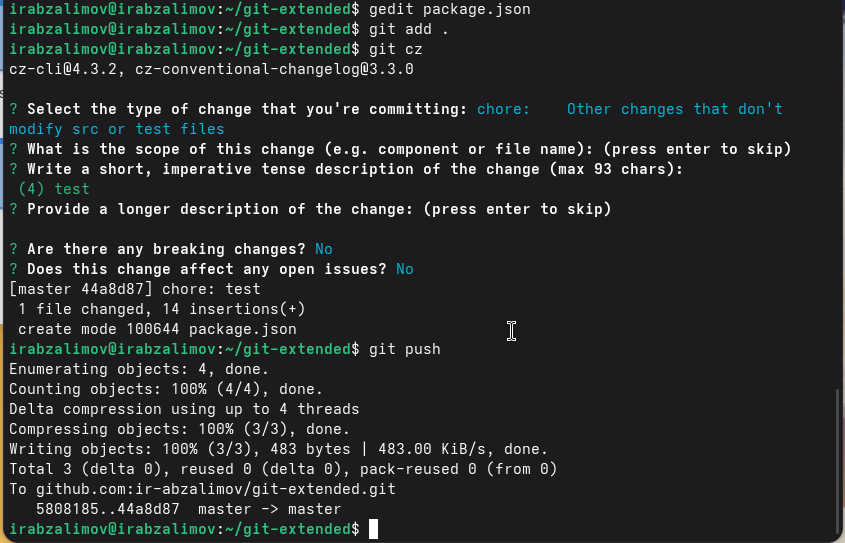 irabzalimov@irabzalimov:~/git-extended$ gedit package.json
irabzalimov@irabzalimov:~/git-extended$ git add .
irabzalimov@irabzalimov:~/git-extended$ git cz
cz-cli@4.3.2, cz-conventional-changelog@3.3.0

? Select the type of change that you're committing: chore:    Other changes that don't
modify src or test files
? What is the scope of this change (e.g. component or file name): (press enter to skip)
? Write a short, imperative tense description of the change (max 93 chars):
 (4) test
? Provide a longer description of the change: (press enter to skip)

? Are there any breaking changes? No
? Does this change affect any open issues? No
[master 44a8d87] chore: test
 1 file changed, 14 insertions(+)
 create mode 100644 package.json
irabzalimov@irabzalimov:~/git-extended$ git push
Enumerating objects: 4, done.
Counting objects: 100% (4/4), done.
Delta compression using up to 4 threads
Compressing objects: 100% (3/3), done.
Writing objects: 100% (3/3), 483 bytes | 483.00 KiB/s, done.
Total 3 (delta 0), reused 0 (delta 0), pack-reused 0 (from 0)
To github.com:ir-abzalimov/git-extended.git
   5808185..44a8d87  master -> master
irabzalimov@irabzalimov:~/git-extended$